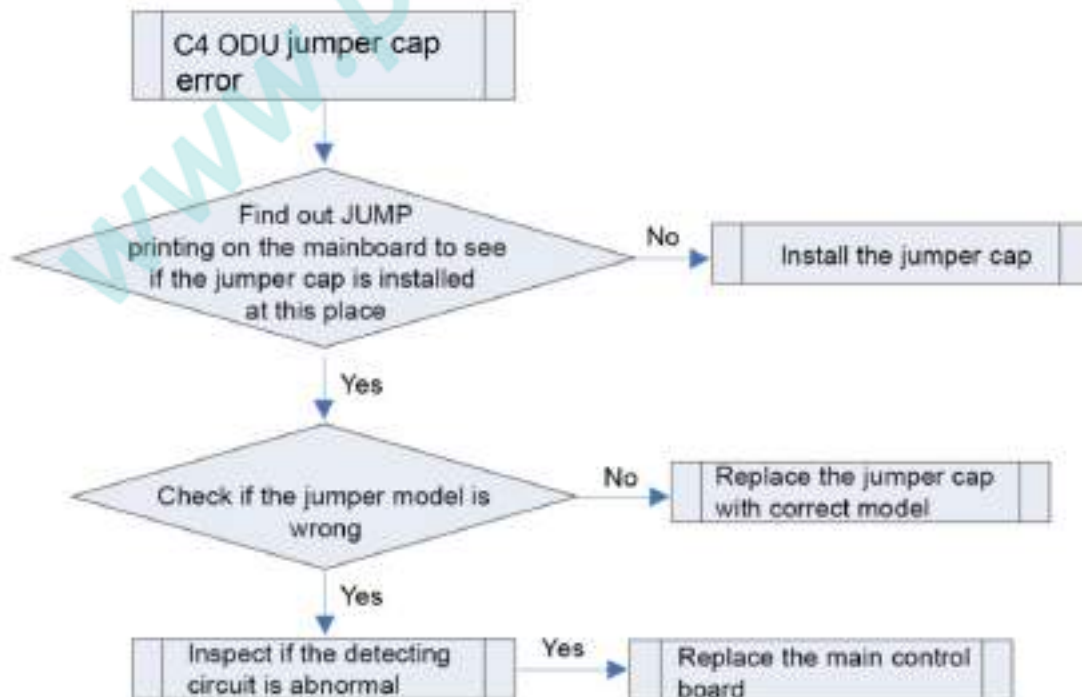 C4 ODU jumper cap
error
Find out JUMP
printing on the mainboard to see
if the jumper cap is installed
at this place
No
Install the jumper cap
Yes
Check if the jumper model is
wrong
No
Replace the jumper cap
with correct model
Yes
Inspect if the detecting
circuit is abnormal
Yes
Replace the main control
board
www.p